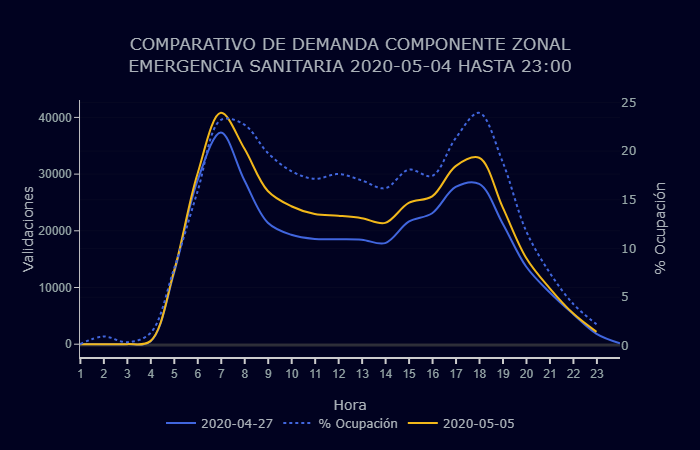 COMPARATIVO DE DEMANDA COMPONENTE ZONAL
EMERGENCIA SANITARIA 2020-05-04 HASTA 23:00
40000
30000
20000
10000
0
Validaciones
25
20
15
10
5
0
% Ocupación
1 2 3 4 5 6 7 8 9 10 11 12 13 14 15 16 17 18 19 20 21 22 23
Hora
2020-04-27 % Ocupación 2020-05-05